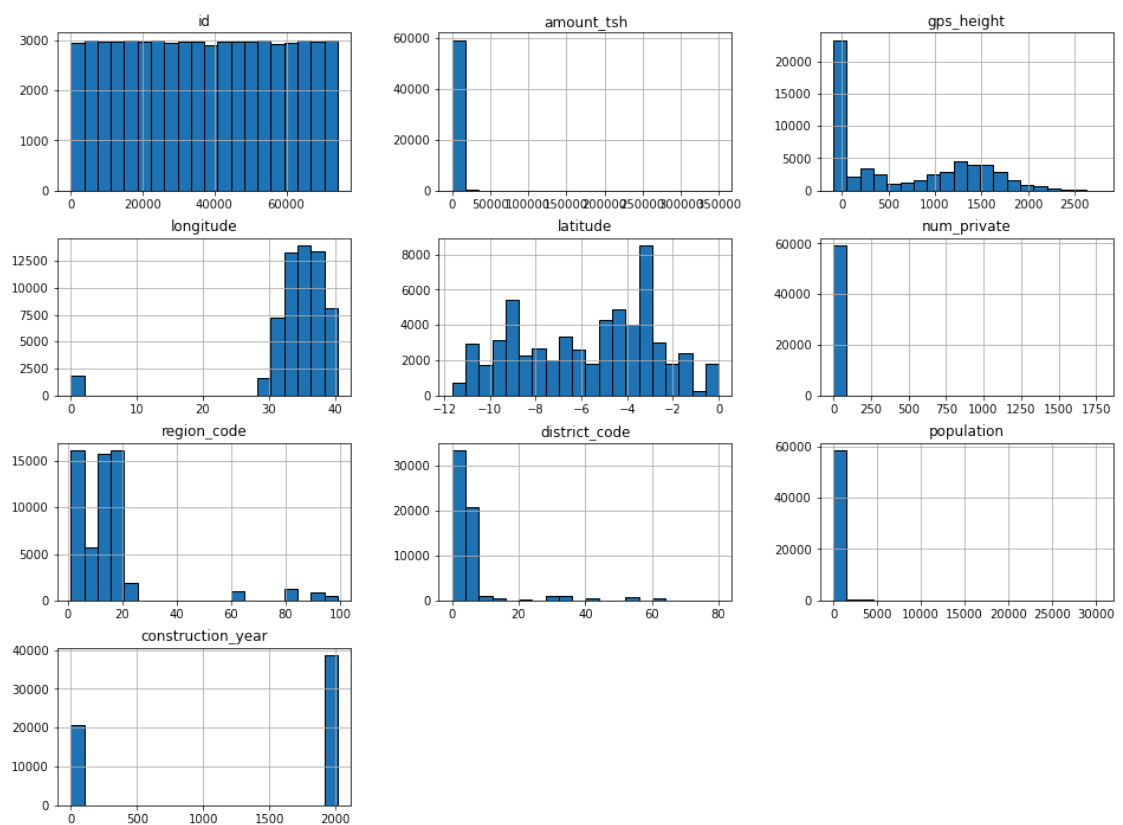 id amount_tsh gps_height
3000 2000 1000 0
0 20000 40000 60000
60000 40000 20000 0
0 50000 100000 150000 200000 250000 300000 350000
20000 15000 10000 5000 0
0 500 1000 1500 2000 2500
longitude latitude num_private
12500 10000 7500 5000 2500 0
0 10 20 30 40
8000 6000 4000 2000 0
−12 −10 −8 −6 −4 −2 0
60000 40000 20000 0
0 250 500 750 1000 1250 1500 1750
region_code district_code population
15000 10000 5000 0
0 20 40 60 80 100
30000 20000 10000 0
0 20 40 60 80
60000 40000 20000 0
0 5000 10000 15000 20000 25000 30000
construction_year
40000 30000 20000 10000 0
0 500 1000 1500 2000